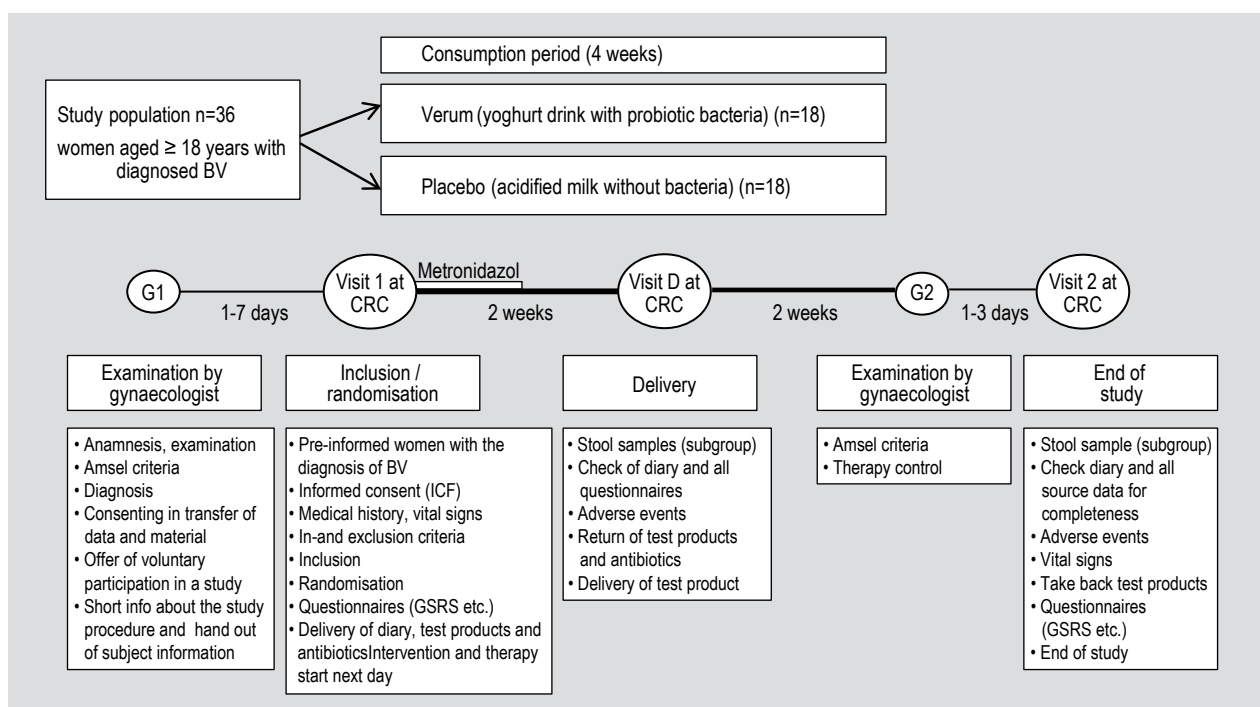 Consumption period (4 weeks)
Study population n=36
women aged ≥ 18 years with
diagnosed BV
Verum (yoghurt drink with probiotic bacteria) (n=18)
Placebo (acidified milk without bacteria) (n=18)
G1
1-7 days
Visit 1 at
CRC
Metronidazol
2 weeks
Visit D at
CRC
2 weeks
G2
1-3 days
Visit 2 at
CRC
Examination by
gynaecologist
• Anamnesis, examination
• Amsel criteria
• Diagnosis
• Consenting in transfer of
data and material
• Offer of voluntary
participation in a study
• Short info about the study
procedure and hand out
of subject information
Inclusion /
randomisation
• Pre-informed women with the
diagnosis of BV
• Informed consent (ICF)
• Medical history, vital signs
• In-and exclusion criteria
• Inclusion
• Randomisation
• Questionnaires (GSRS etc.)
• Delivery of diary, test products and
antibioticsIntervention and therapy
start next day
Delivery
• Stool samples (subgroup)
• Check of diary and all
questionnaires
• Adverse events
• Return of test products
and antibiotics
• Delivery of test product
Examination by
gynaecologist
• Amsel criteria
• Therapy control
End of
study
• Stool sample (subgroup)
• Check diary and all
source data for
completeness
• Adverse events
• Vital signs
• Take back test products
• Questionnaires
(GSRS etc.)
• End of study